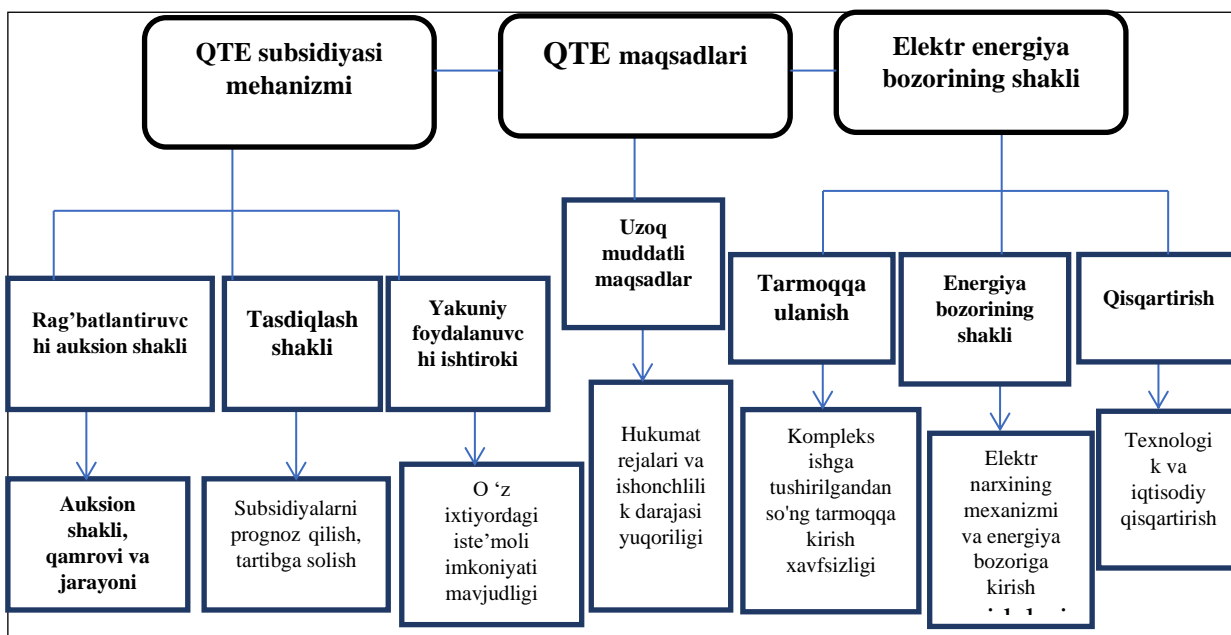 QTE subsidiyasi
mehanizmi
QTE maqsadlari
Elektr energiya
bozorining shakli
Rag’batlantiruvc
hi auksion shakli
Tasdiqlash
shakli
Yakuniy
foydalanuvc
hi ishtiroki
Uzoq
muddatli
maqsadlar
Tarmoqqa
ulanish
Energiya
bozorining
shakli
Qisqartirish
Auksion
shakli,
qamrovi va
jarayoni
Subsidiyalarni
prognoz qilish,
tartibga solish
O ‘z
ixtiyordagi
iste’moli
imkoniyati
mavjudligi
Hukumat
rejalari va
ishonchlili
k darajasi
yuqoriligi
Kompleks
ishga
tushirilgandan
so'ng tarmoqqa
kirish
xavfsizligi
Elektr
narxining
mexanizmi
va energiya
bozoriga
kirish
Texnologi
k va
iqtisodiy
qisqartirish